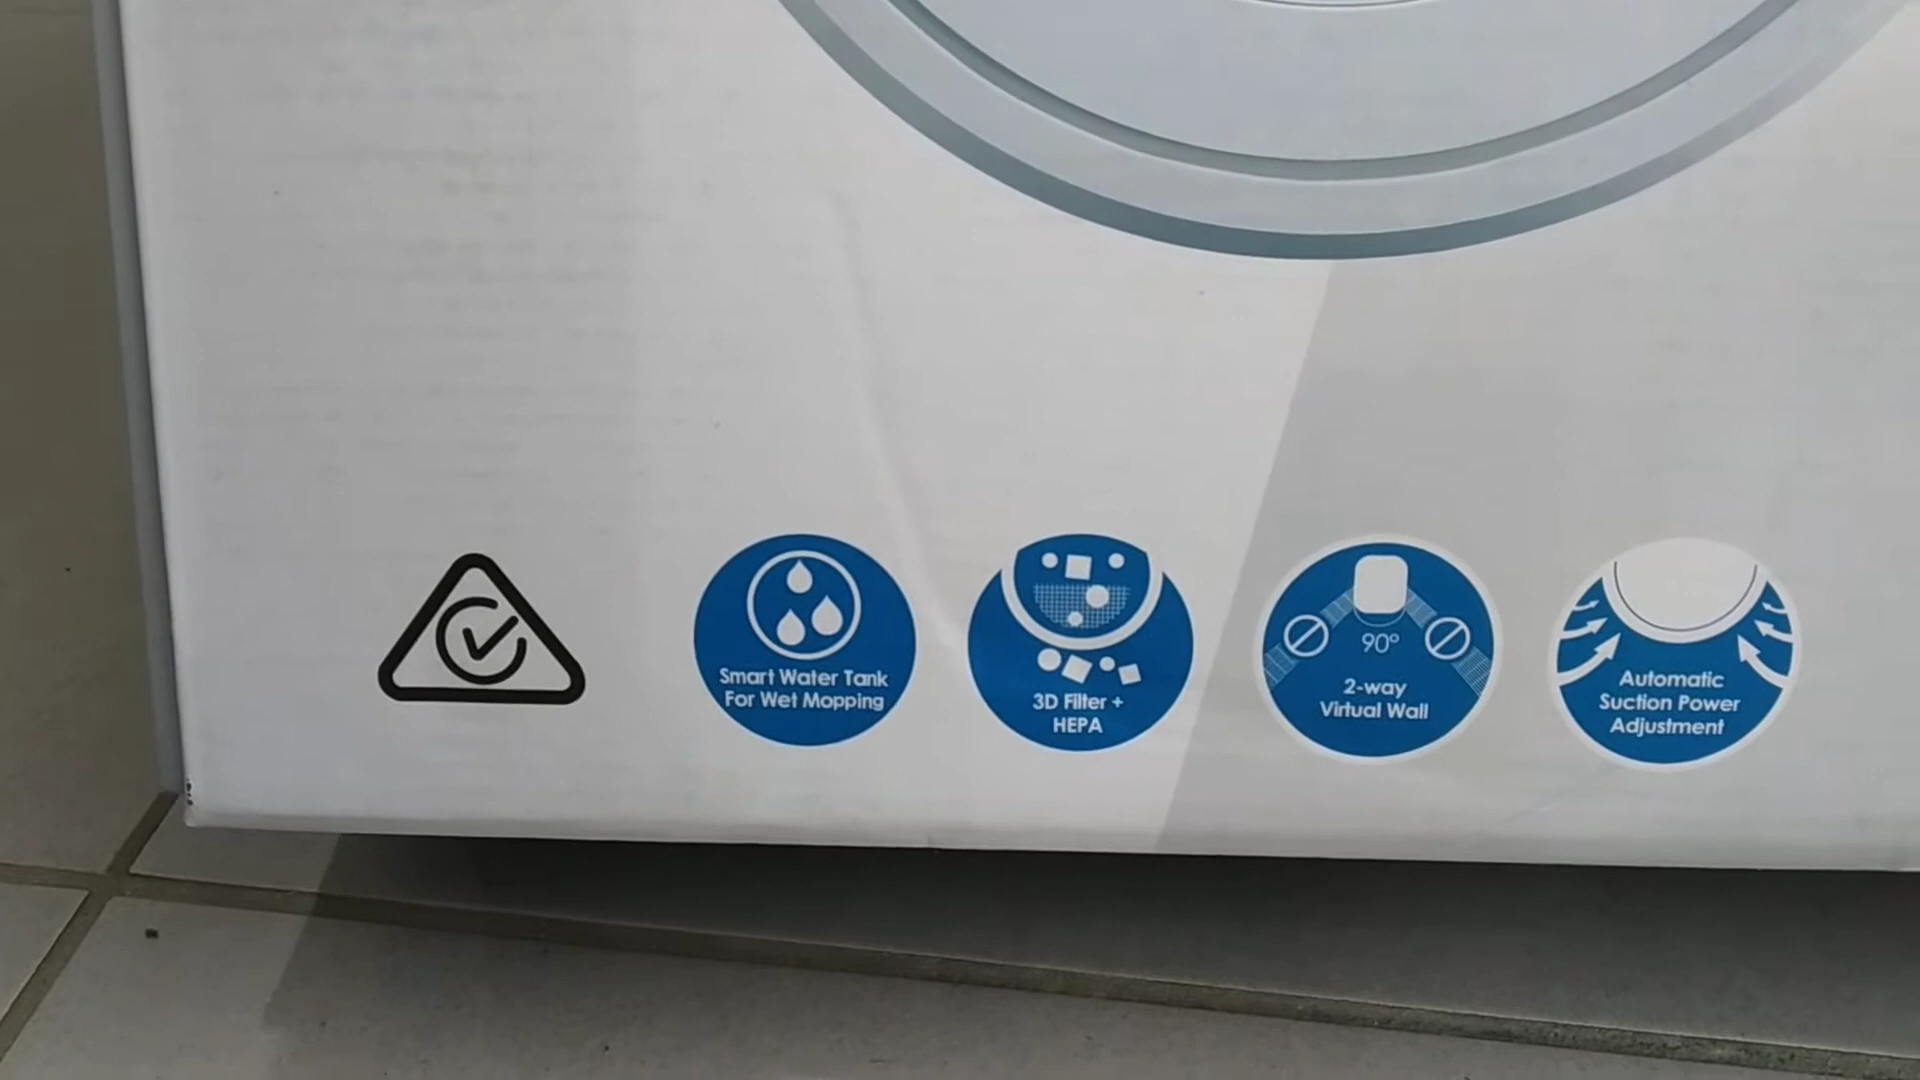 Smart Water Tank
For Wet Mopping
3D Filter +
HEPA
90°
2-way
Virtual Wall
Automatic
Suction Power
Adjustment